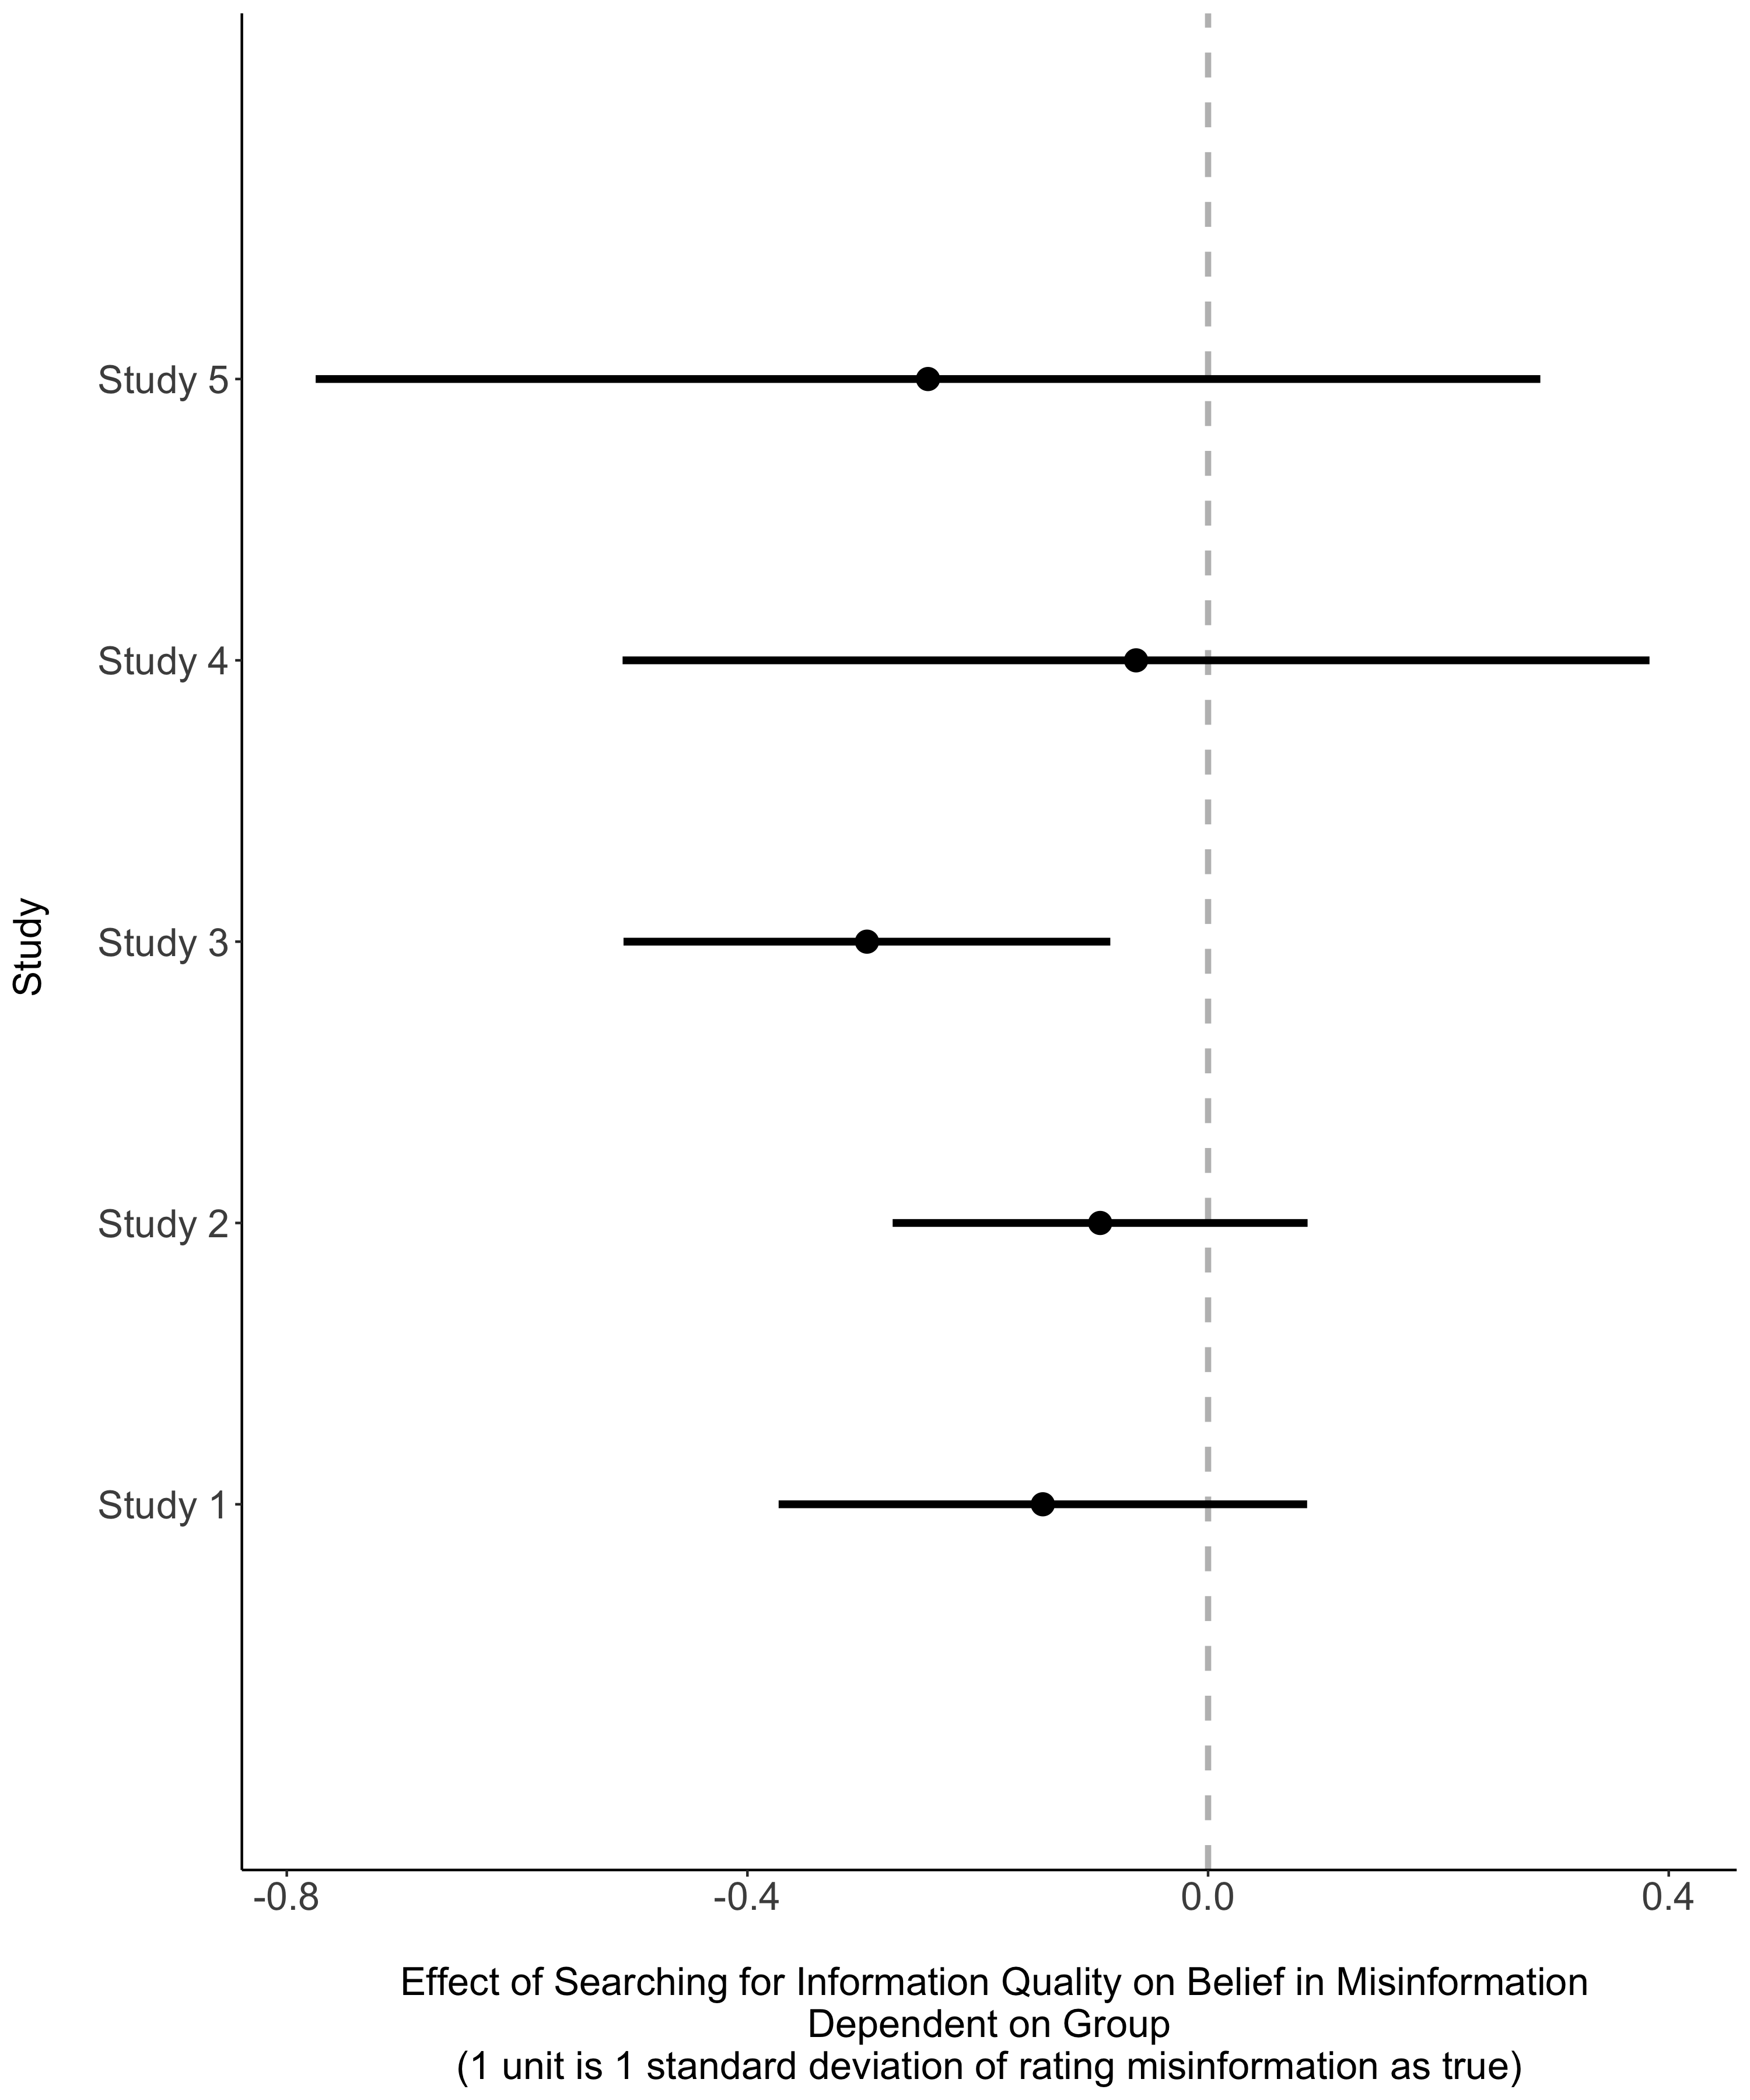 Study
Study 5
Study 4
Study 3
Study 2
Study 1
-0.8
-0.4
0.0
0.4
Effect of Searching for Information Quality on Belief in Misinformation
Dependent on Group
(1 unit is 1 standard deviation of rating misinformation as true)